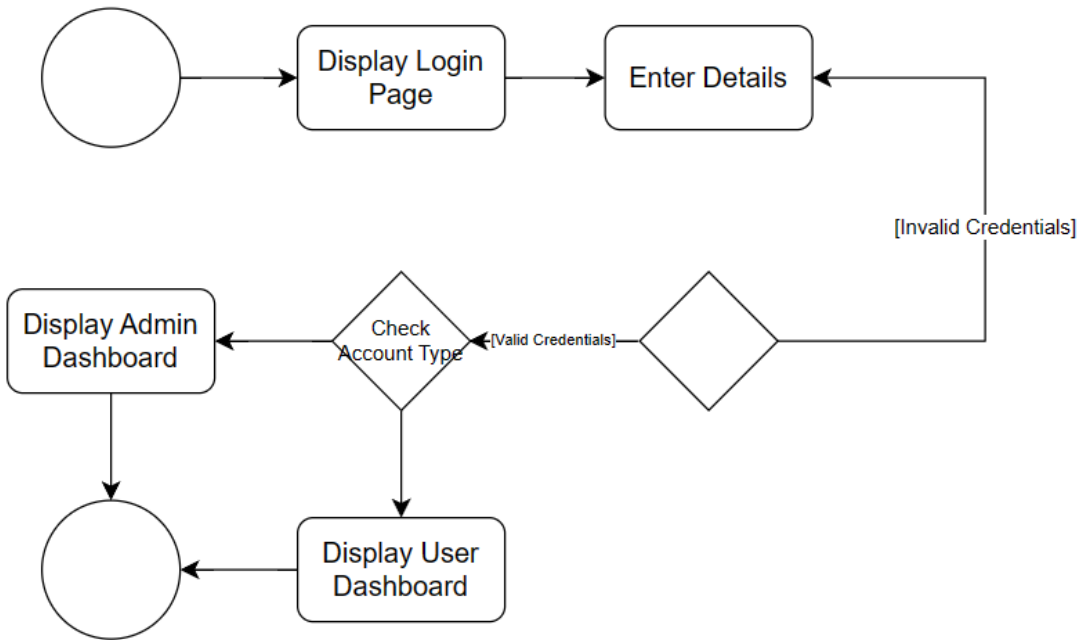 Display Login
Page
Enter Details
[Invalid Credentials]
Display Admin
Dashboard
Check
Account Type
[Valid Credentials]
Display User
Dashboard